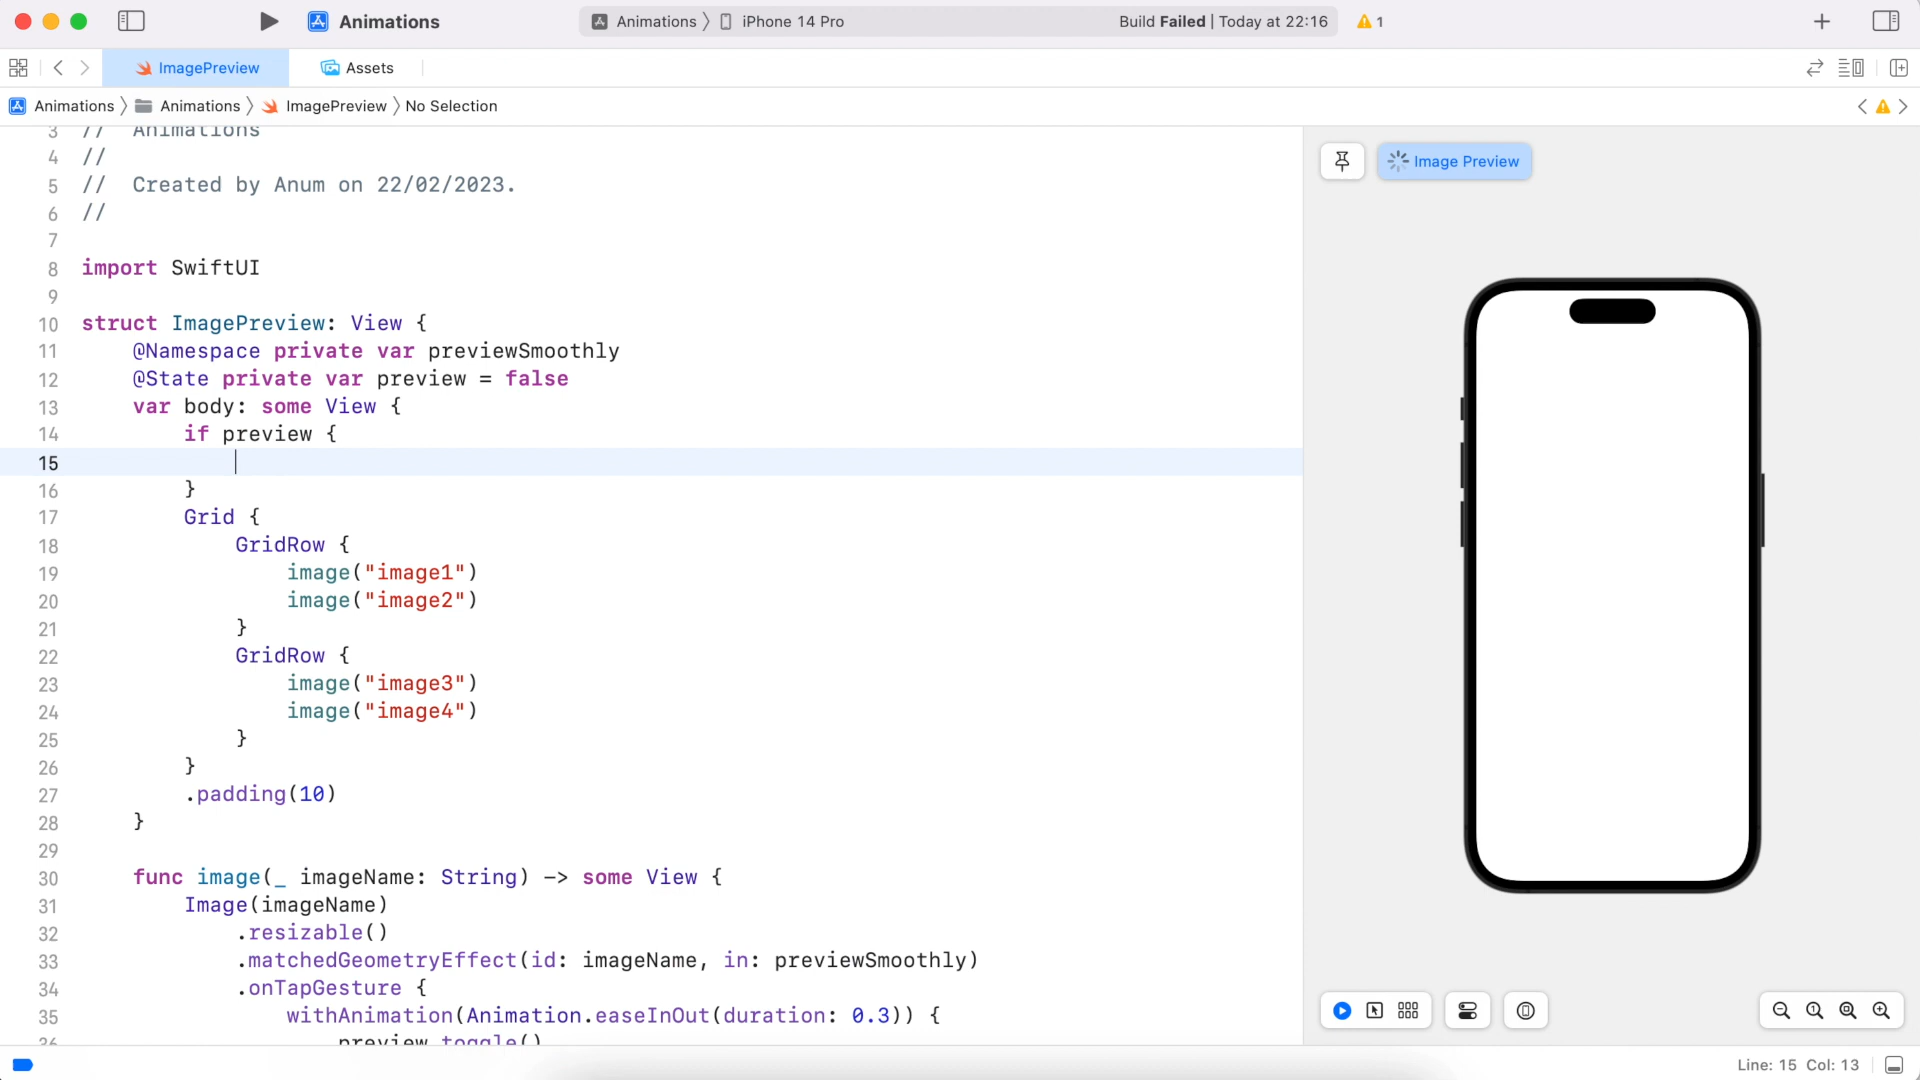 Animations
Animations 〉 iPhone 14 Pro
Build Failed | Today at 22:16
1
ImagePreview
Assets
Animations 〉 Animations 〉 ImagePreview 〉 No Selection
3 //  Animations
4 //
5 //  Created by Anum on 22/02/2023.
6 //
7
8 import SwiftUI
9
10 struct ImagePreview: View {
11     @Namespace private var previewSmoothly
12     @State private var preview = false
13     var body: some View {
14         if preview {
15
16         }
17         Grid {
18             GridRow {
19                 image("image1")
20                 image("image2")
21             }
22             GridRow {
23                 image("image3")
24                 image("image4")
25             }
26         }
27         .padding(10)
28     }
29
30     func image(_ imageName: String) -> some View {
31         Image(imageName)
32             .resizable()
33             .matchedGeometryEffect(id: imageName, in: previewSmoothly)
34             .onTapGesture {
35                 withAnimation(Animation.easeInOut(duration: 0.3)) {
36                     preview.toggle()
Image Preview
Line: 15  Col: 13